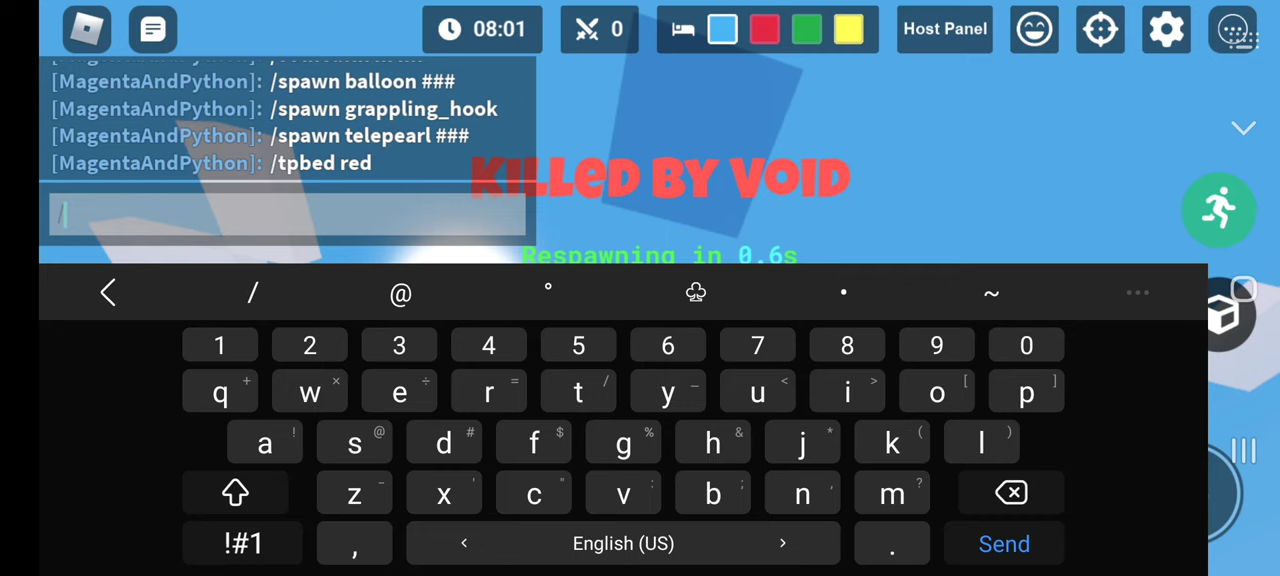 08:01
0
Host Panel
[MagentaAndPython]: /spawn balloon ###
[MagentaAndPython]: /spawn grappling_hook
[MagentaAndPython]: /spawn telepearl ###
[MagentaAndPython]: /tpbed red
KILLED BY VOID
/
Respawning in 0.6s
/ @ ° ♧ • ~ ...
1 2 3 4 5 6 7 8 9 0
q + w × e ÷ r = t / y _ u < i > o [ p ]
a ! s @ d # f $ g % h & j * k ( l )
z - x ' c " v : b ; n , m ?
!#1 , < English (US) > . Send